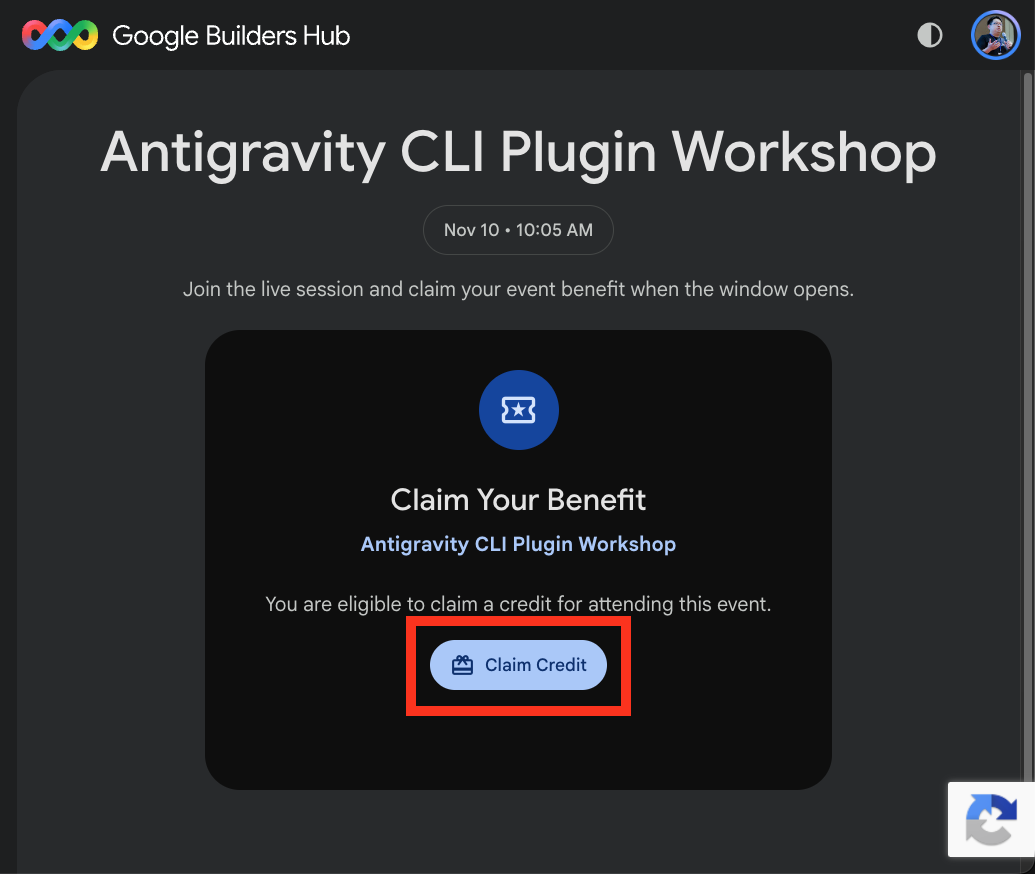 Google Builders Hub
Antigravity CLI Plugin Workshop
Nov 10 • 10:05 AM
Join the live session and claim your event benefit when the window opens.
Claim Your Benefit
Antigravity CLI Plugin Workshop
You are eligible to claim a credit for attending this event.
Claim Credit